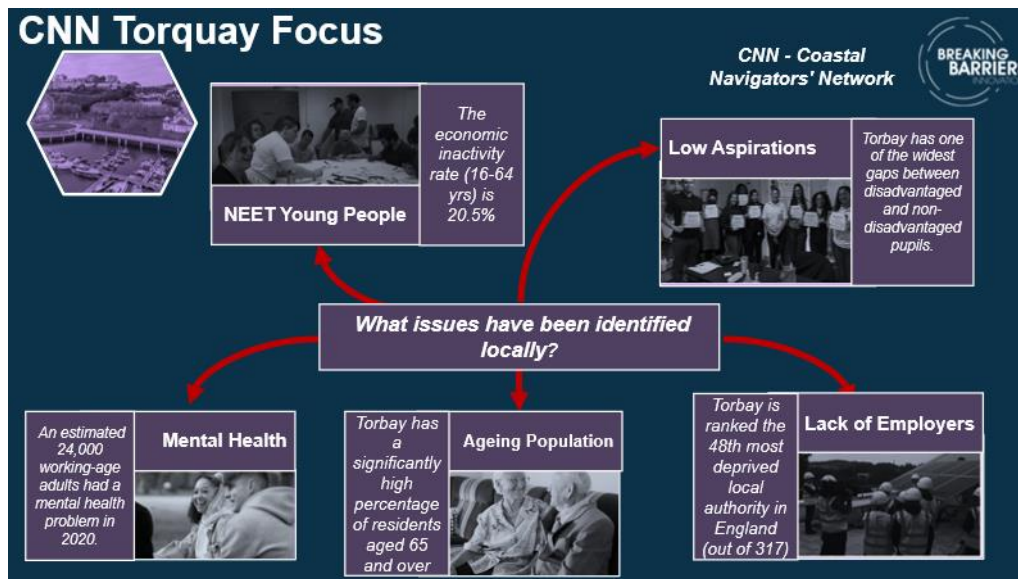 CNN Torquay Focus
CNN - Coastal
Navigators' Network
BREAKING
BARRIER
INNOVATION
The
economic
inactivity
rate (16-64
yrs) is
20.5%
NEET Young People
Low Aspirations
Torbay has one
of the widest
gaps between
disadvantaged
and non-
disadvantaged
pupils.
What issues have been identified
locally?
An estimated
24,000
working-age
adults had a
mental health
problem in
2020.
Mental Health
Torbay has
a
significantly
high
percentage
of residents
aged 65
and over
Ageing Population
Torbay is
ranked the
48th most
deprived
local
authority in
England
(out of 317)
Lack of Employers